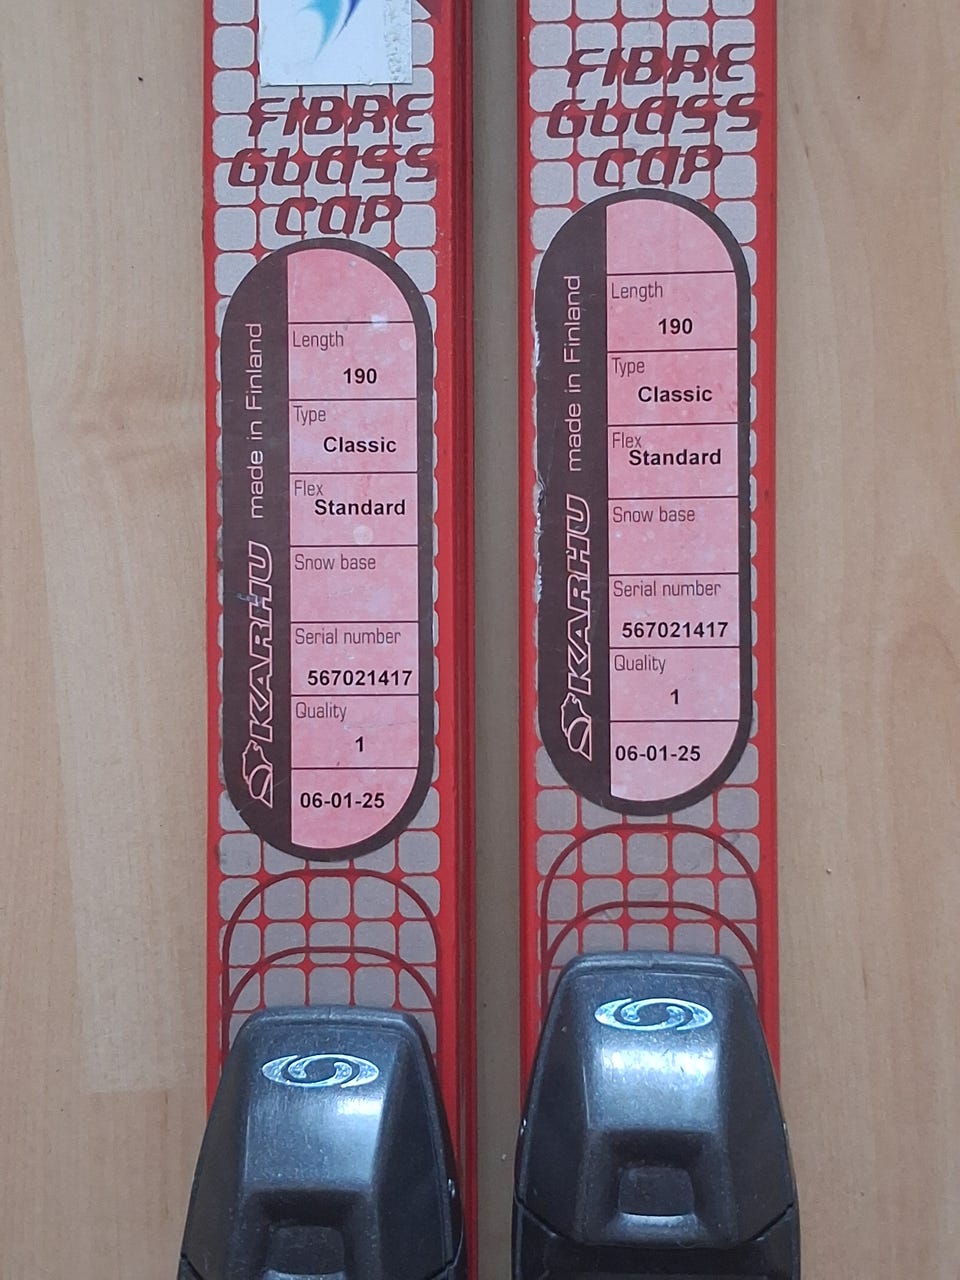 FIBRE
GLASS
CAP
made in Finland
KARHU
Length
190
Type
Classic
Flex
Standard
Snow base
Serial number
567021417
Quality
1
06-01-25
FIBRE
GLASS
CAP
made in Finland
KARHU
Length
190
Type
Classic
Flex
Standard
Snow base
Serial number
567021417
Quality
1
06-01-25